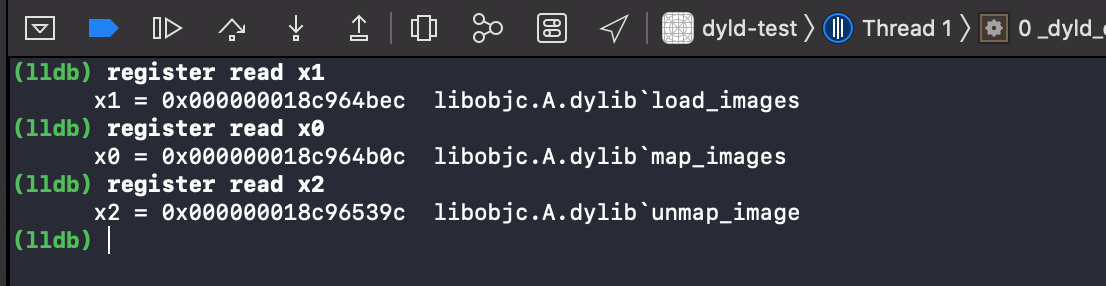 dyld-test 〉 Thread 1 〉 0 _dyld_
(lldb) register read x1
x1 = 0x000000018c964bec  libobjc.A.dylib`load_images
(lldb) register read x0
x0 = 0x000000018c964b0c  libobjc.A.dylib`map_images
(lldb) register read x2
x2 = 0x000000018c96539c  libobjc.A.dylib`unmap_image
(lldb)